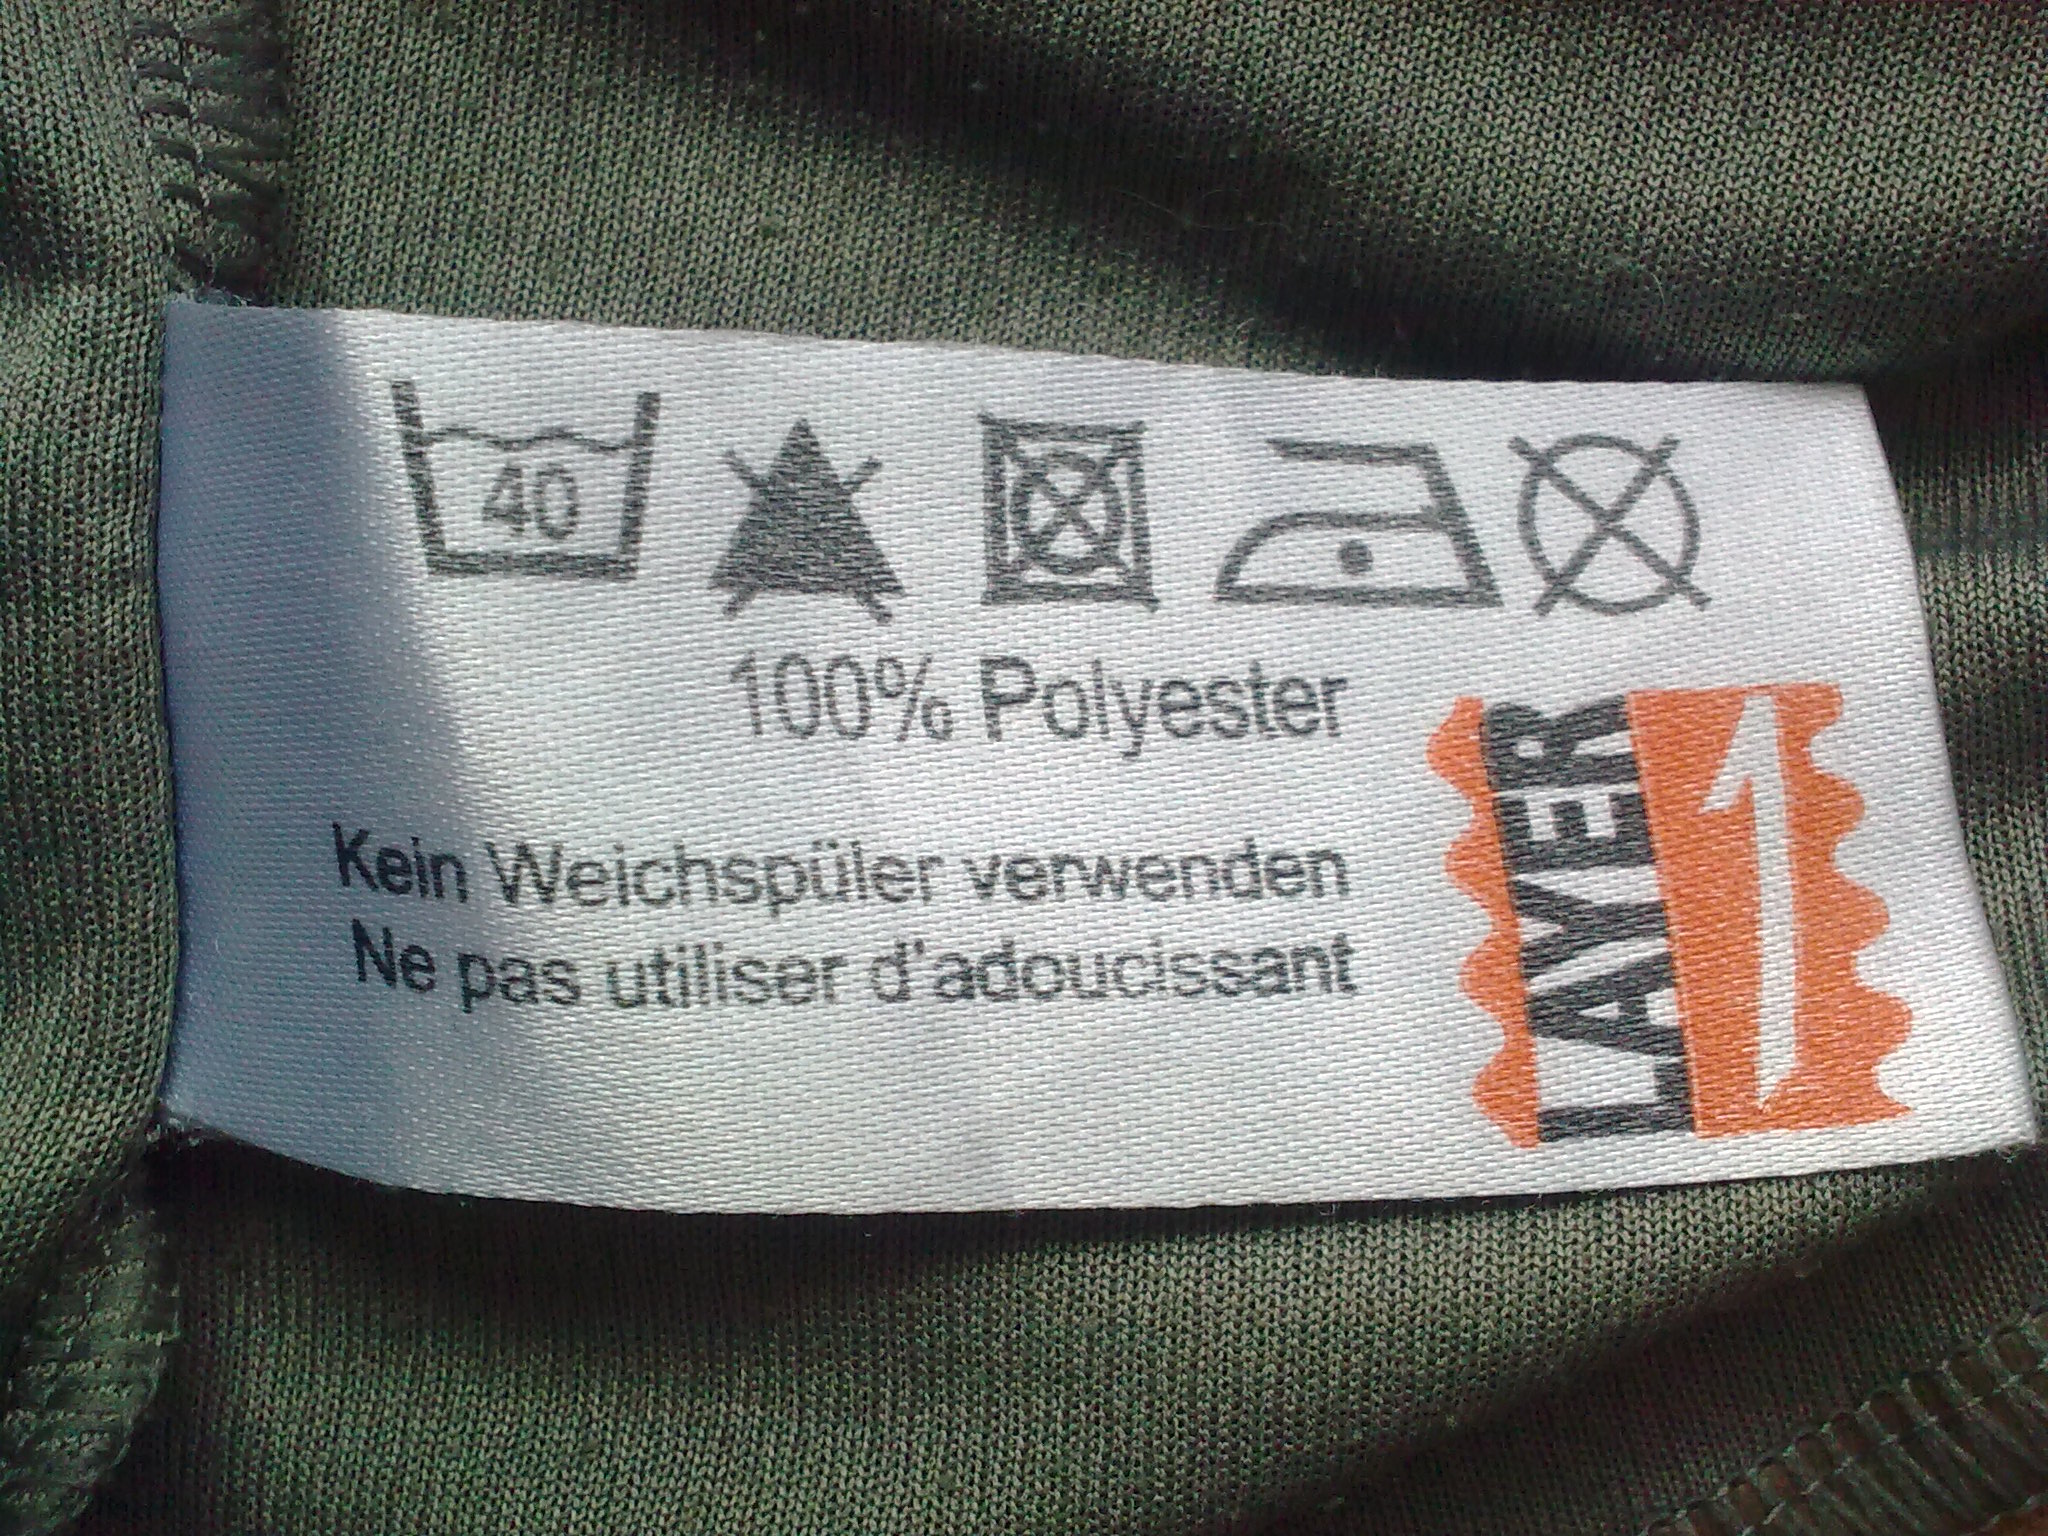 40
100% Polyester
Kein Weichspüler verwenden
Ne pas utiliser d'adoucissant
LAYER
1